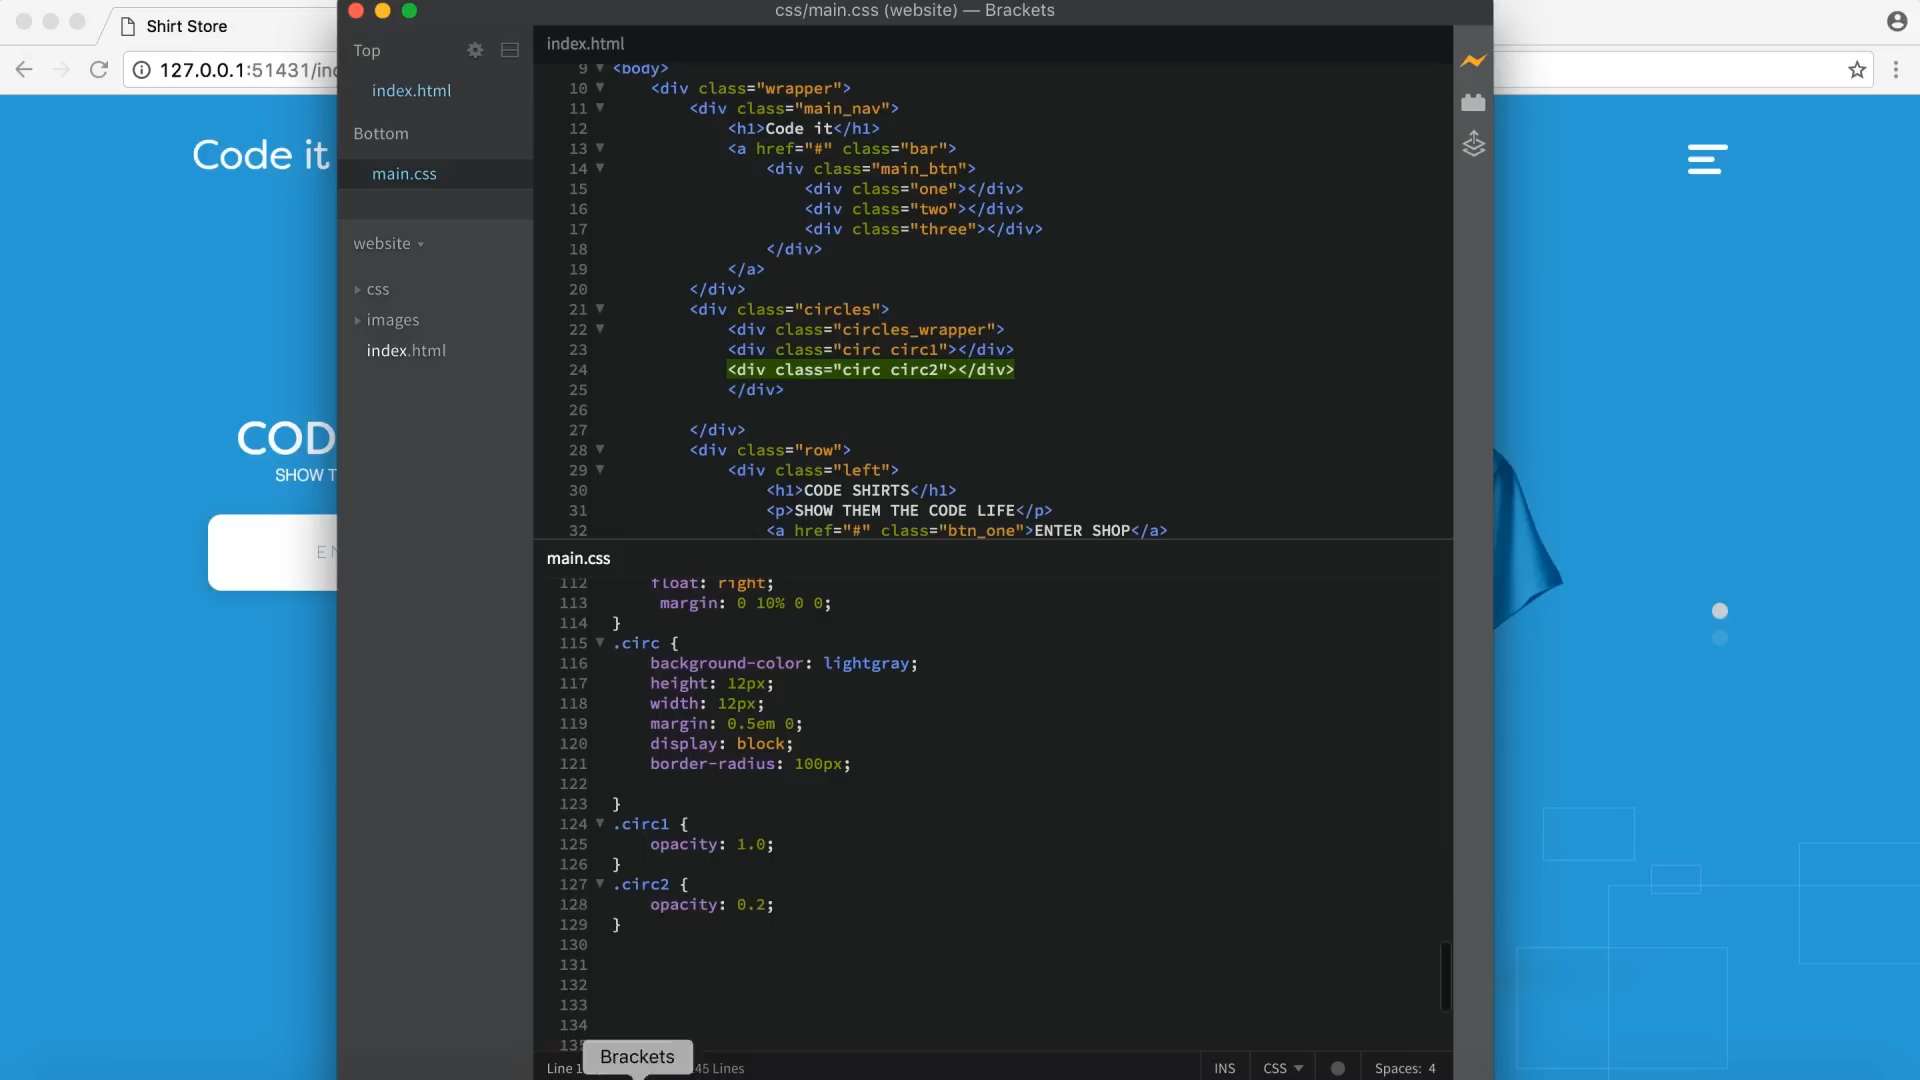 Shirt Store
127.0.0.1:51431/in
Code it
COD
SHOW T
EN
css/main.css (website) — Brackets
Top
index.html
Bottom
main.css
website
css
images
index.html
index.html
9 <body>
10 <div class="wrapper">
11 <div class="main_nav">
12 <h1>Code it</h1>
13 <a href="#" class="bar">
14 <div class="main_btn">
15 <div class="one"></div>
16 <div class="two"></div>
17 <div class="three"></div>
18 </div>
19 </a>
20 </div>
21 <div class="circles">
22 <div class="circles_wrapper">
23 <div class="circ circ1"></div>
24 <div class="circ circ2"></div>
25 </div>
26
27 </div>
28 <div class="row">
29 <div class="left">
30 <h1>CODE SHIRTS</h1>
31 <p>SHOW THEM THE CODE LIFE</p>
32 <a href="#" class="btn_one">ENTER SHOP</a>
main.css
112 float: right;
113 margin: 0 10% 0 0;
114 }
115 .circ {
116 background-color: lightgray;
117 height: 12px;
118 width: 12px;
119 margin: 0.5em 0;
120 display: block;
121 border-radius: 100px;
122
123 }
124 .circ1 {
125 opacity: 1.0;
126 }
127 .circ2 {
128 opacity: 0.2;
129 }
130
131
132
133
134
135
Brackets
Line 1
45 Lines
INS
CSS
Spaces: 4